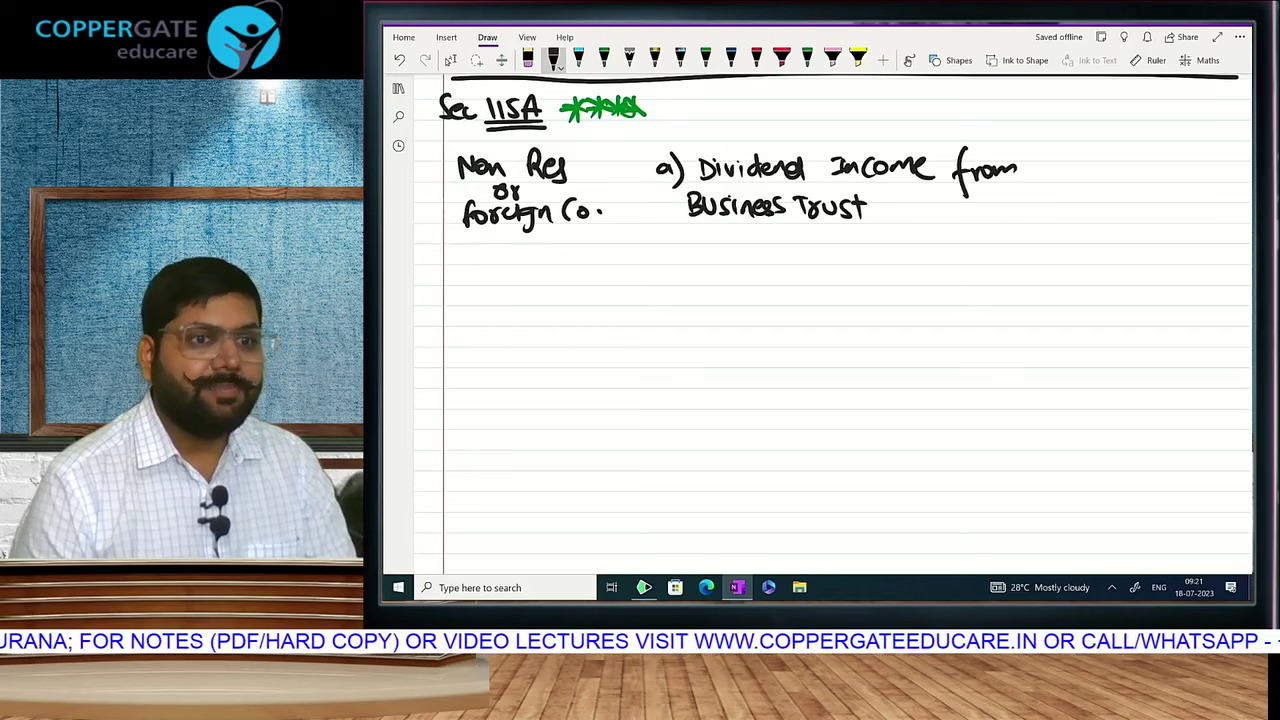 COPPERGATE
educare
Home Insert Draw View Help
Saved offline
Share
Shapes
Ink to Shape
Ink to Text
Ruler
Maths
Sec 115A
Non Res
or
foreign Co.
a) Dividend Income from
Business Trust
Type here to search
28°C Mostly cloudy
ENG
09:21
18-07-2023
URANA; FOR NOTES (PDF/HARD COPY) OR VIDEO LECTURES VISIT WWW.COPPERGATEEDUCARE.IN OR CALL/WHATSAPP -